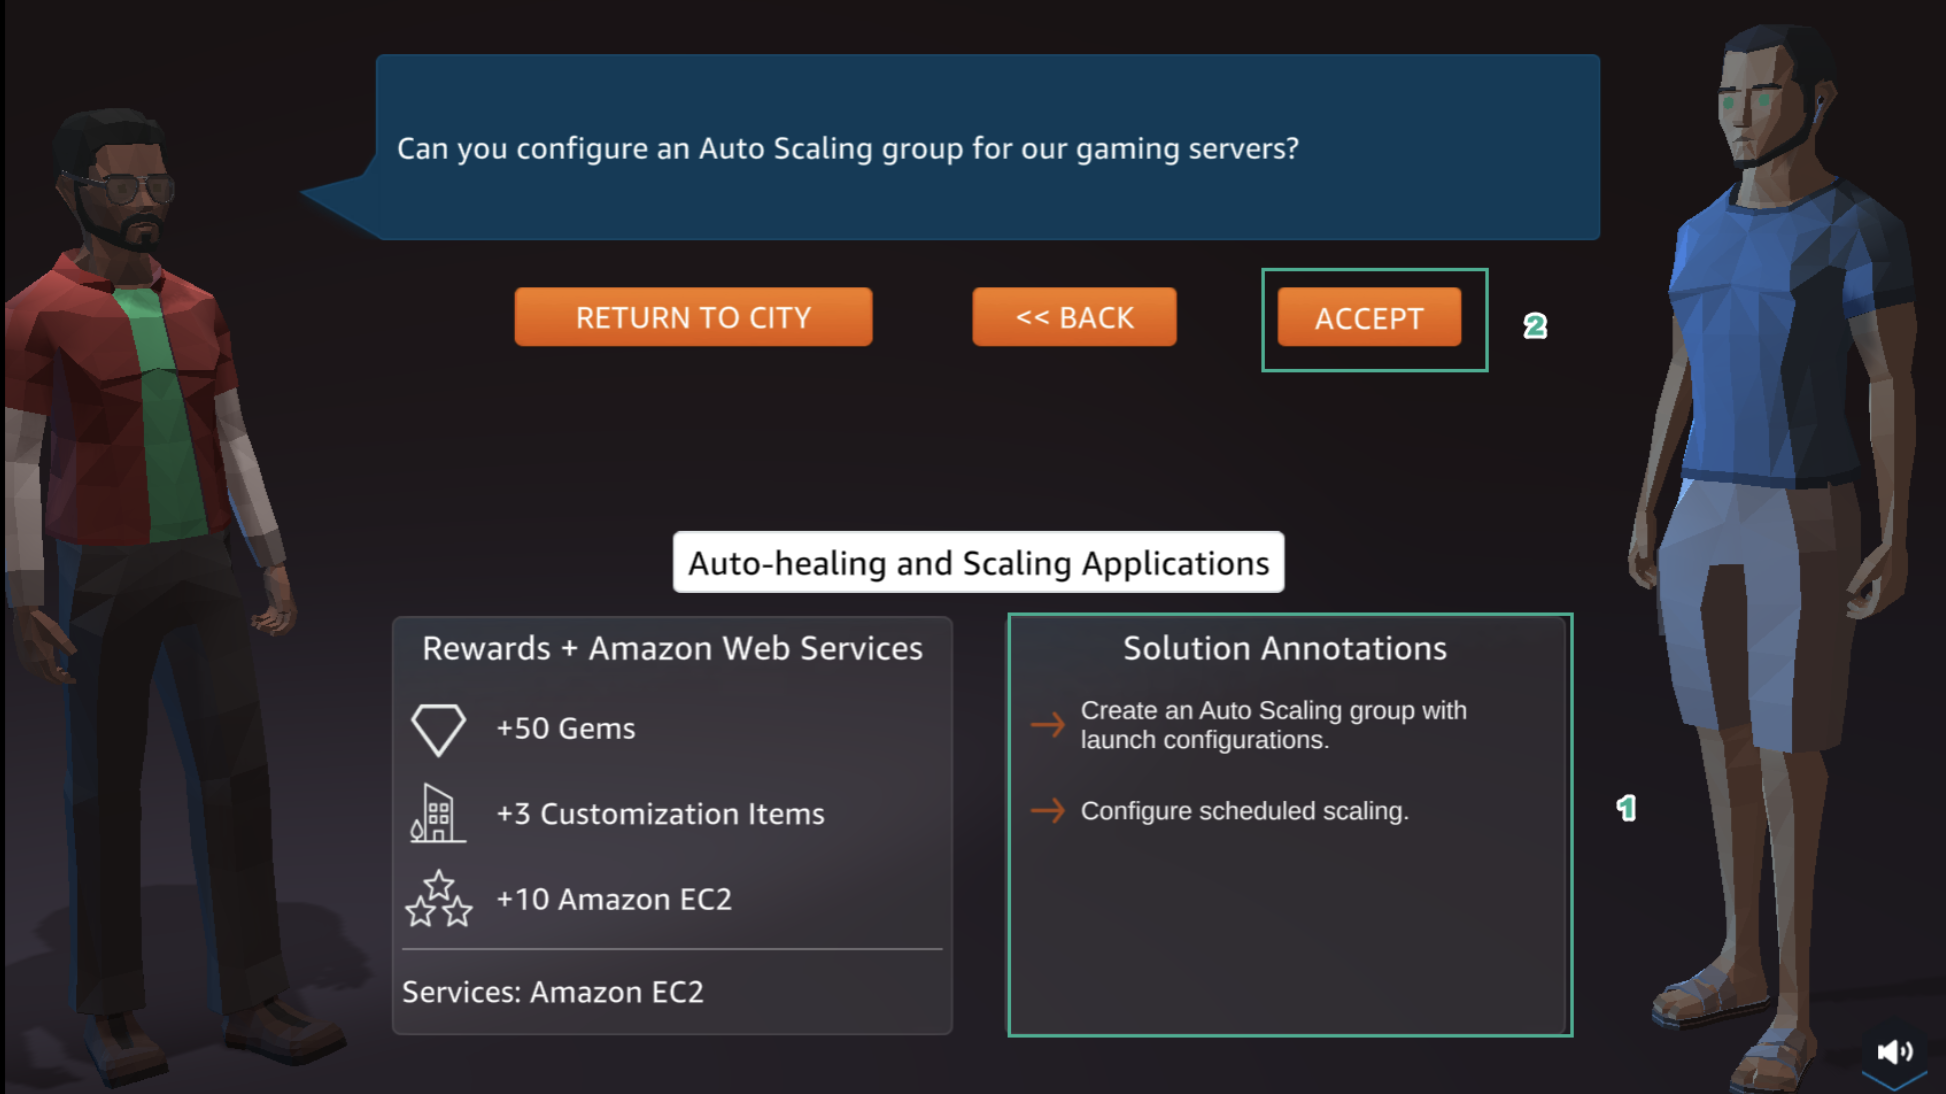 Can you configure an Auto Scaling group for our gaming servers?
RETURN TO CITY
<< BACK
ACCEPT
2
Auto-healing and Scaling Applications
Rewards + Amazon Web Services
+50 Gems
+3 Customization Items
+10 Amazon EC2
Services: Amazon EC2
Solution Annotations
→ Create an Auto Scaling group with
launch configurations.
→ Configure scheduled scaling.
1